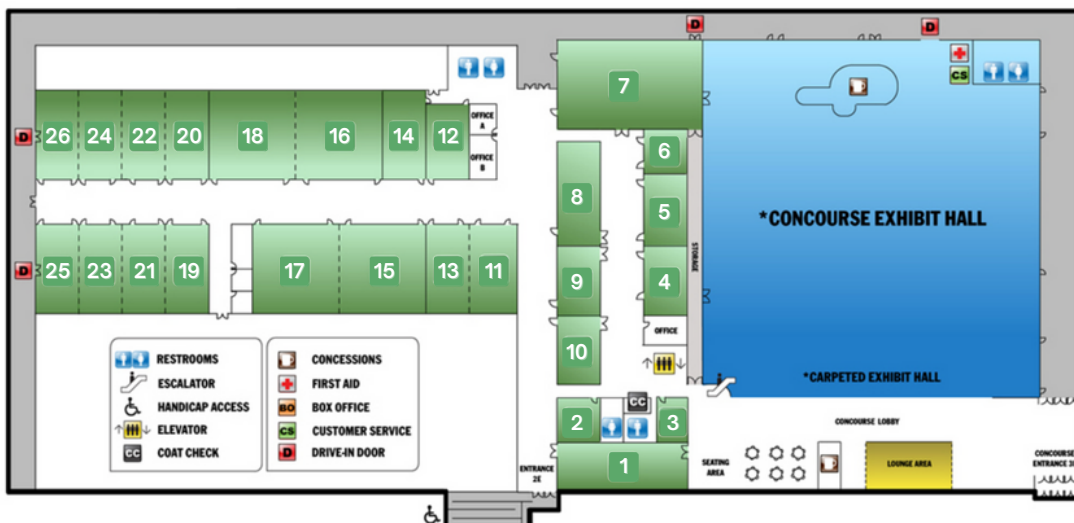 D
D
7
CS
26
24
22
20
18
16
14
12
OFFICE
A
OFFICE
B
D
6
8
5
*CONCOURSE EXHIBIT HALL
25
23
21
19
17
15
13
11
D
9
4
STORAGE
10
OFFICE
*CARPETED EXHIBIT HALL
RESTROOMS
ESCALATOR
HANDICAP ACCESS
ELEVATOR
CC COAT CHECK
CONCESSIONS
FIRST AID
BO BOX OFFICE
CS CUSTOMER SERVICE
D DRIVE-IN DOOR
CC
2
3
1
CONCOURSE LOBBY
SEATING
AREA
LOUNGE AREA
ENTRANCE
2E
CONCOURSE
ENTRANCE